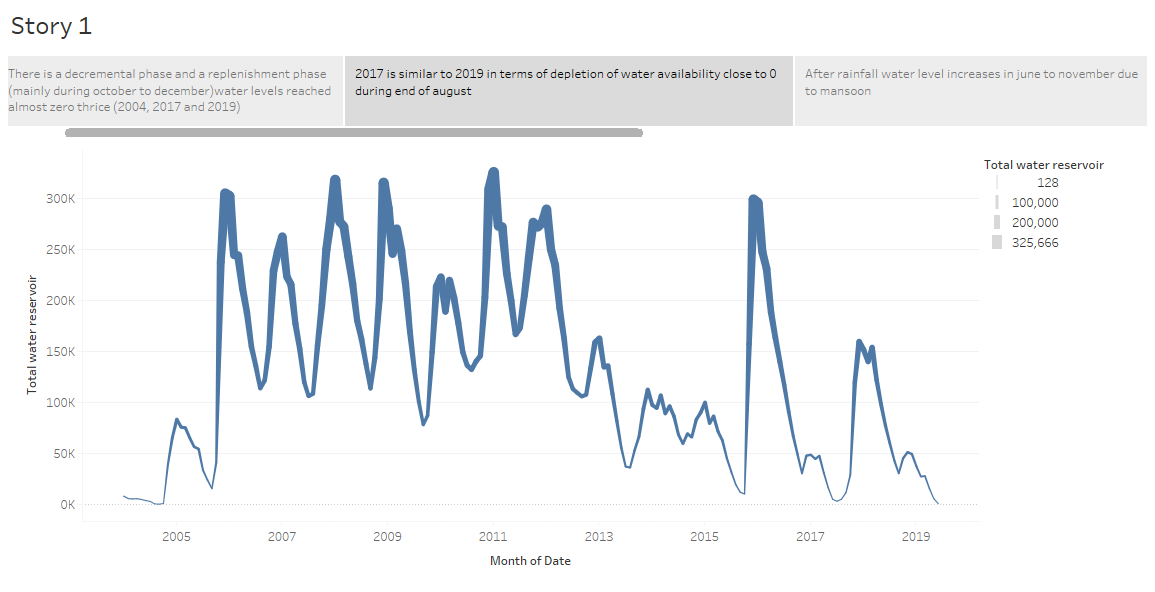 Story 1
There is a decremental phase and a replenishment phase
(mainly during october to december)water levels reached
almost zero thrice (2004, 2017 and 2019)
2017 is similar to 2019 in terms of depletion of water availability close to 0
during end of august
After rainfall water level increases in june to november due
to mansoon
Total water reservoir
128
100,000
200,000
325,666
Total water reservoir
300K
250K
200K
150K
100K
50K
0K
2005 2007 2009 2011 2013 2015 2017 2019
Month of Date